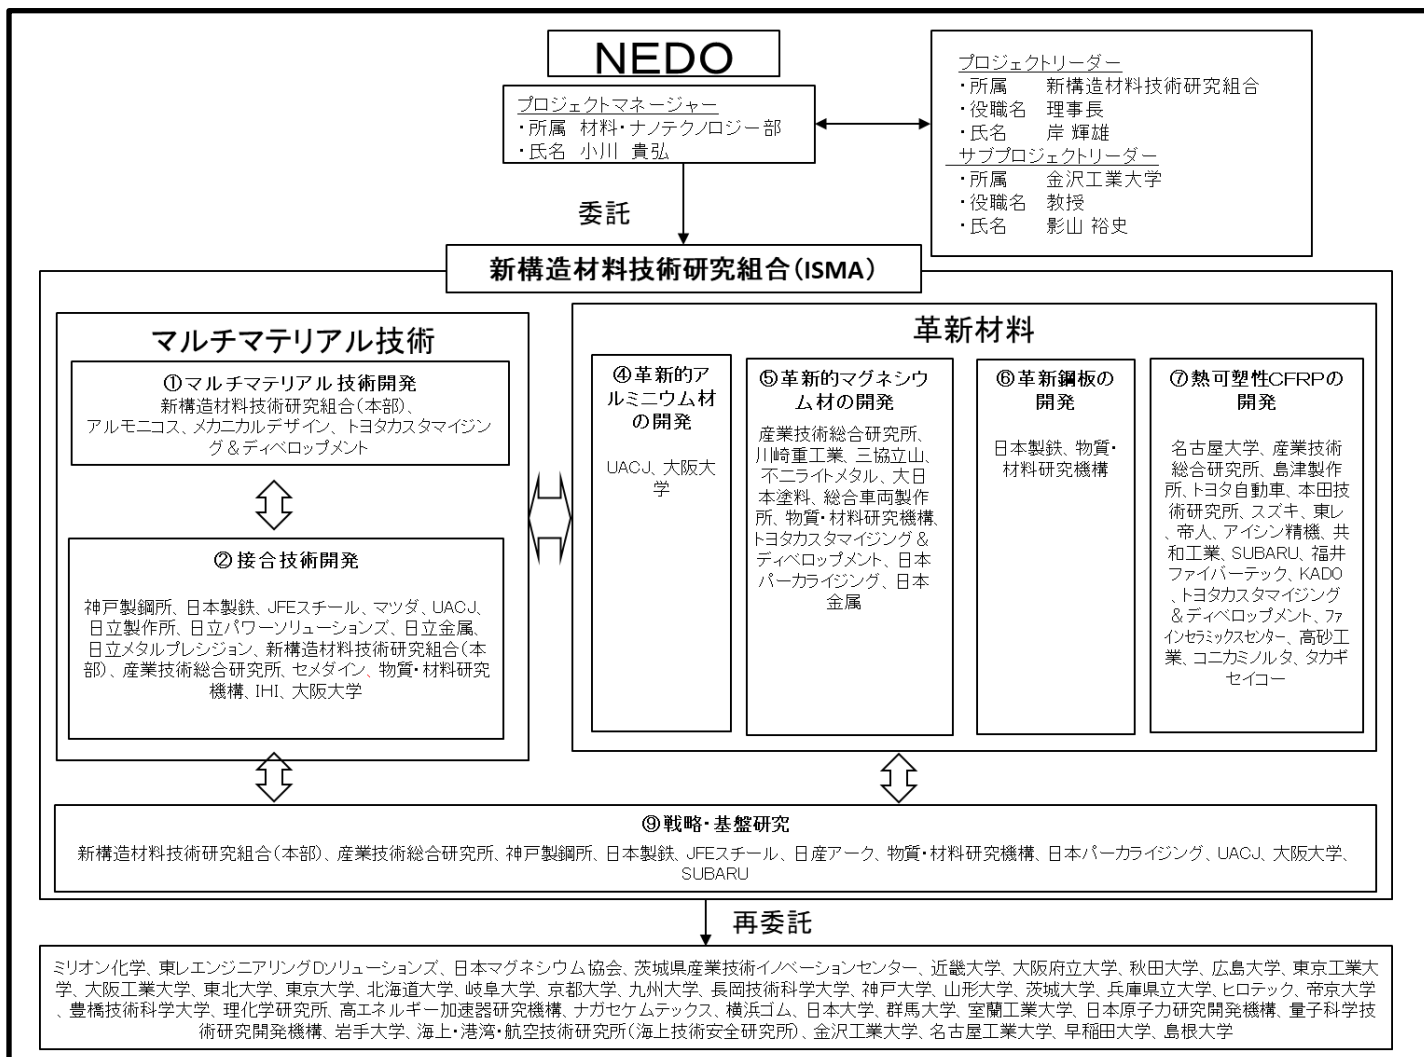 NEDO
プロジェクトマネージャー
・所属 材料・ナノテクノロジー部
・氏名 小川 貴弘
プロジェクトリーダー
・所属 新構造材料技術研究組合
・役職名 理事長
・氏名 岸 輝雄
サブプロジェクトリーダー
・所属 金沢工業大学
・役職名 教授
・氏名 影山 裕史
委託
新構造材料技術研究組合(ISMA)
マルチマテリアル技術
①マルチマテリアル技術開発
新構造材料技術研究組合(本部)、
アルモニコス、メカニカルデザイン、トヨタカスタマイジン
グ&ディベロップメント
②接合技術開発
神戸製鋼所、日本製鉄、JFEスチール、マツダ、UACJ、
日立製作所、日立パワーソリューションズ、日立金属、
日立メタルプレシジョン、新構造材料技術研究組合(本
部)、産業技術総合研究所、セメダイン、物質・材料研究
機構、IHI、大阪大学
革新材料
④革新的ア
ルミニウム材
の開発
UACJ、大阪大
学
⑤革新的マグネシウ
ム材の開発
産業技術総合研究所、
川崎重工業、三協立山、
不二ライトメタル、大日
本塗料、総合車両製作
所、物質・材料研究機構、
トヨタカスタマイジング&
ディベロップメント、日本
パーカライジング、日本
金属
⑥革新鋼板の
開発
日本製鉄、物質・
材料研究機構
⑦熱可塑性CFRPの
開発
名古屋大学、産業技術
総合研究所、島津製作
所、トヨタ自動車、本田技
術研究所、スズキ、東レ
、帝人、アイシン精機、共
和工業、SUBARU、福井
ファイバーテック、KADO
、トヨタカスタマイジング
&ディベロップメント、ファ
インセラミックスセンター、高砂工
業、コニカミノルタ、タカギ
セイコー
⑨戦略・基盤研究
新構造材料技術研究組合(本部)、産業技術総合研究所、神戸製鋼所、日本製鉄、JFEスチール、日産アーク、物質・材料研究機構、日本パーカライジング、UACJ、大阪大学、
SUBARU
再委託
ミリオン化学、東レエンジニアリングDソリューションズ、日本マグネシウム協会、茨城県産業技術イノベーションセンター、近畿大学、大阪府立大学、秋田大学、広島大学、東京工業大
学、大阪工業大学、東北大学、東京大学、北海道大学、岐阜大学、京都大学、九州大学、長岡技術科学大学、神戸大学、山形大学、茨城大学、兵庫県立大学、ヒロテック、帝京大学
、豊橋技術科学大学、理化学研究所、高エネルギー加速器研究機構、ナガセケムテックス、横浜ゴム、日本大学、群馬大学、室蘭工業大学、日本原子力研究開発機構、量子科学技
術研究開発機構、岩手大学、海上・港湾・航空技術研究所(海上技術安全研究所)、金沢工業大学、名古屋工業大学、早稲田大学、島根大学